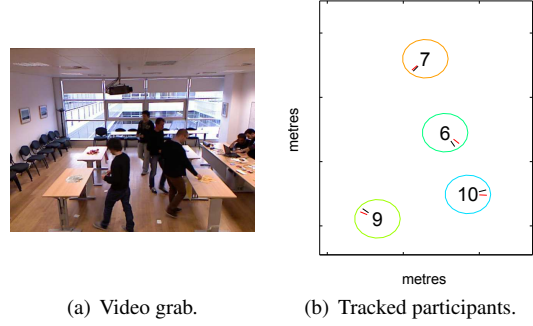 7
6
10
9
metres
metres
(a) Video grab.
(b) Tracked participants.